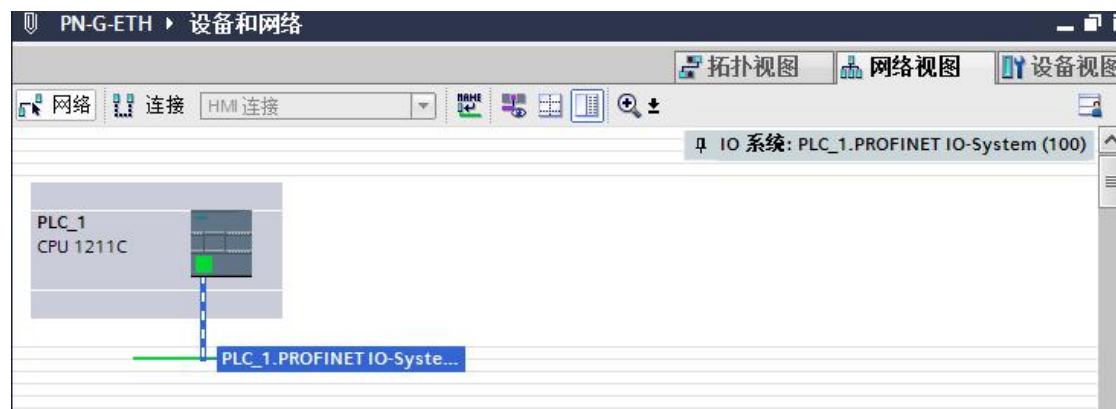 PN-G-ETH ▸ 设备和网络
拓扑视图 网络视图 设备视图
网络 连接 HMI 连接
IO 系统: PLC_1.PROFINET IO-System (100)
PLC_1
CPU 1211C
PLC_1.PROFINET IO-Syste...